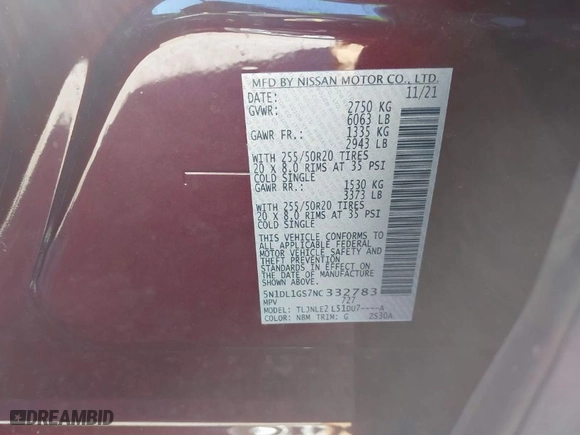 MFD BY NISSAN MOTOR CO., LTD.
DATE: 11/21
GVWR: 2750 KG
6063 LB
GAWR FR.: 1335 KG
2943 LB
WITH 255/50R20 TIRES
20 x 8.0 RIMS AT 35 PSI
COLD SINGLE
GAWR RR.: 1530 KG
3373 LB
WITH 255/50R20 TIRES
20 x 8.0 RIMS AT 35 PSI
COLD SINGLE
THIS VEHICLE CONFORMS TO
ALL APPLICABLE FEDERAL
MOTOR VEHICLE SAFETY AND
THEFT PREVENTION
STANDARDS IN EFFECT ON
THE DATE OF MANUFACTURE
SHOWN ABOVE.
5N1DL1GS7NC332783
MPV 727
MODEL: TLJNLE2 L51DU7----A
COLOR: NBM TRIM: G 2S30A
DREAMBID